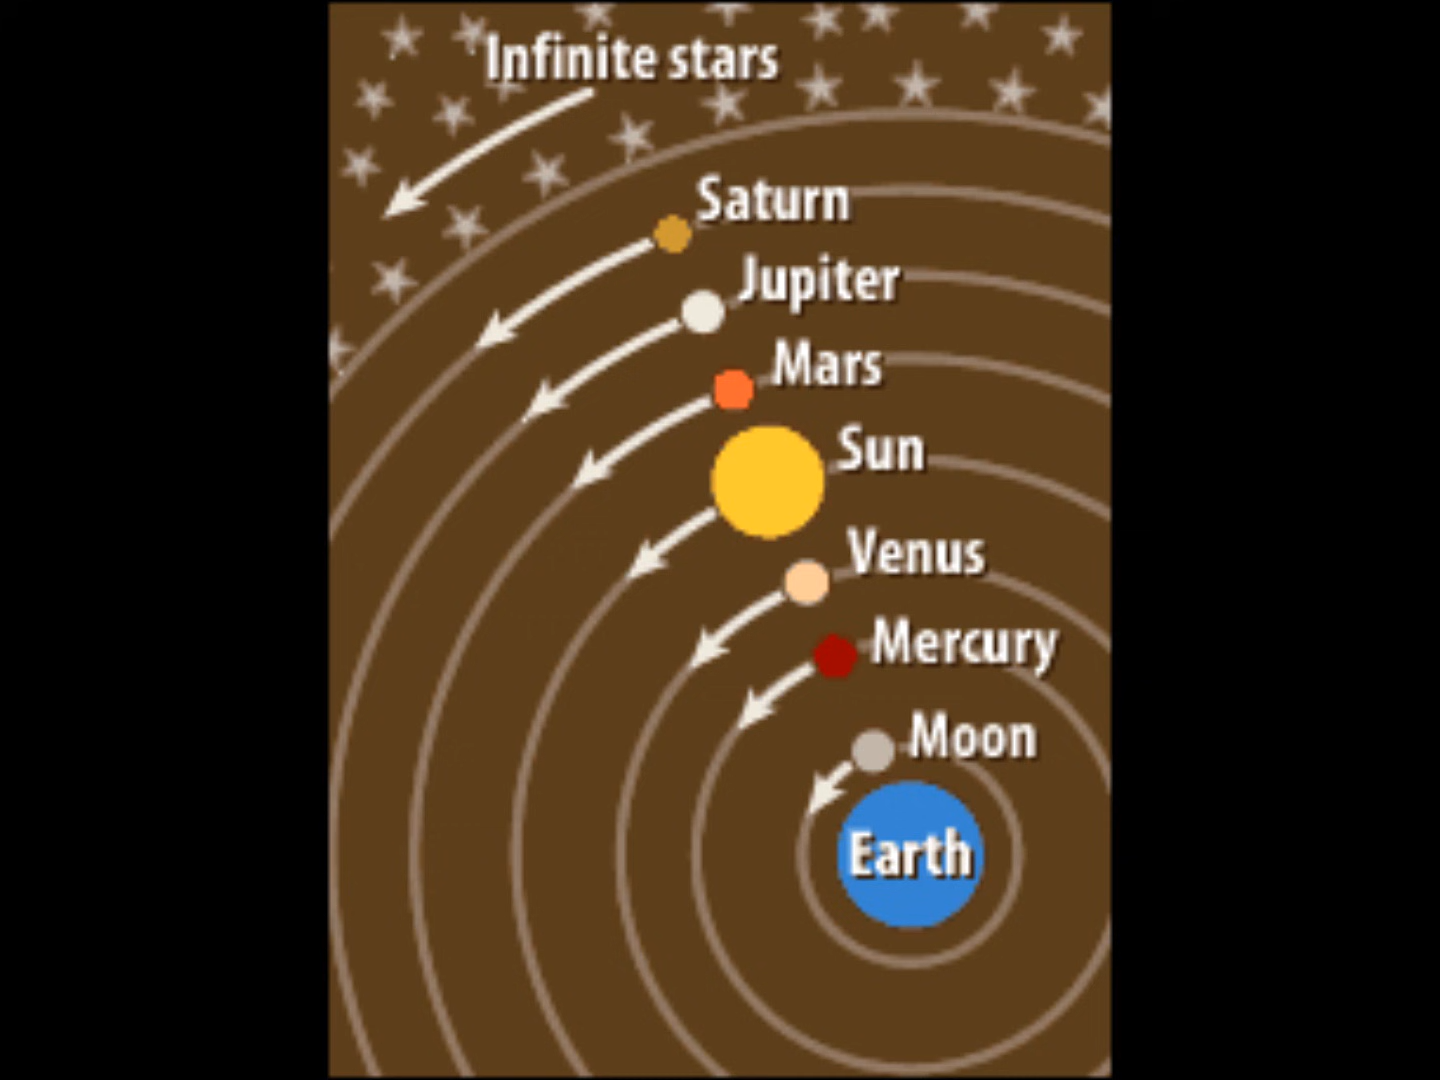 Infinite stars
Saturn
Jupiter
Mars
Sun
Venus
Mercury
Moon
Earth